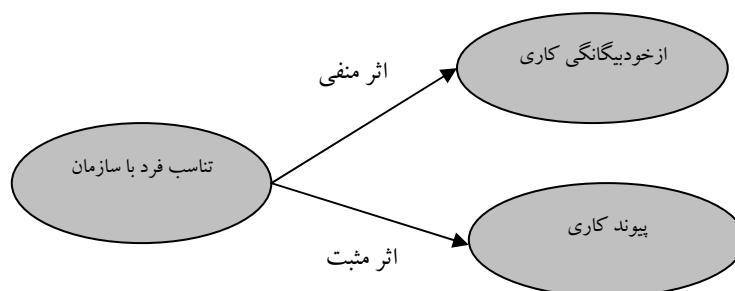 ازخودبیگانگی کاری
اثر منفی
تناسب فرد با سازمان
پیوند کاری
اثر مثبت